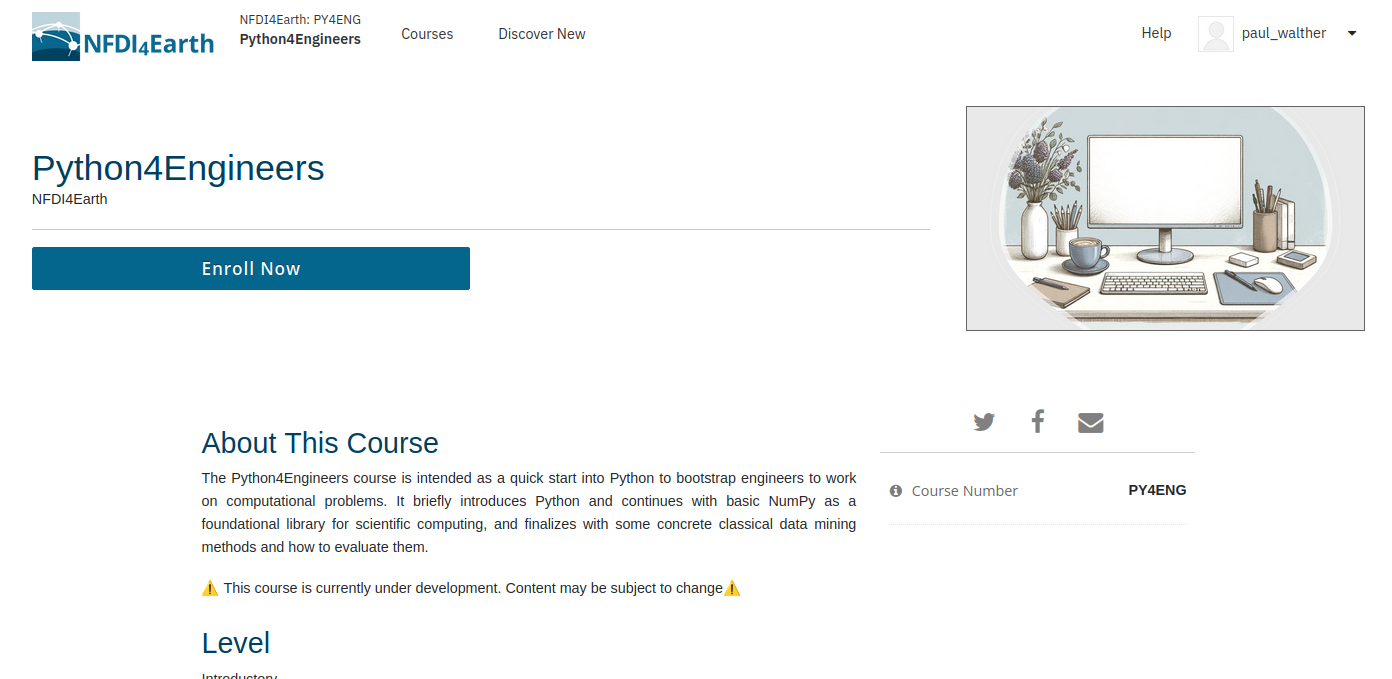 NFDI4Earth
NFDI4Earth: PY4ENG
Python4Engineers
Courses
Discover New
Help
paul_walther
Python4Engineers
NFDI4Earth
Enroll Now
About This Course
The Python4Engineers course is intended as a quick start into Python to bootstrap engineers to work
on computational problems. It briefly introduces Python and continues with basic NumPy as a
foundational library for scientific computing, and finalizes with some concrete classical data mining
methods and how to evaluate them.
⚠️ This course is currently under development. Content may be subject to change⚠️
Level
Introductory
Course Number
PY4ENG